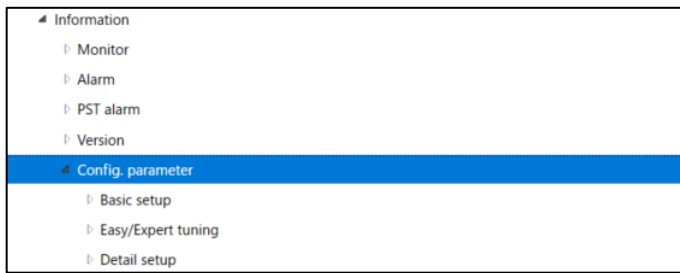 Information
Monitor
Alarm
PST alarm
Version
Config. parameter
Basic setup
Easy/Expert tuning
Detail setup